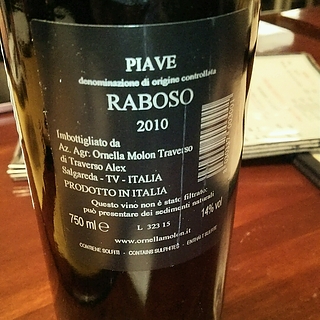 PIAVE
denominazione di origine controllata
RABOSO
2010
Imbottigliato da
Az. Agr. Ornella Molon Traverso
di Traverso Alex
Salgareda - TV - ITALIA
PRODOTTO IN ITALIA
Questo vino non è stato filtrato:
può presentare dei sedimenti naturali
750 ml e
L 323 15
14% vol
www.ornellamolon.it
CONTIENE SOLFITI - CONTAINS SULPHITES - ENTHÄLT SULFITE